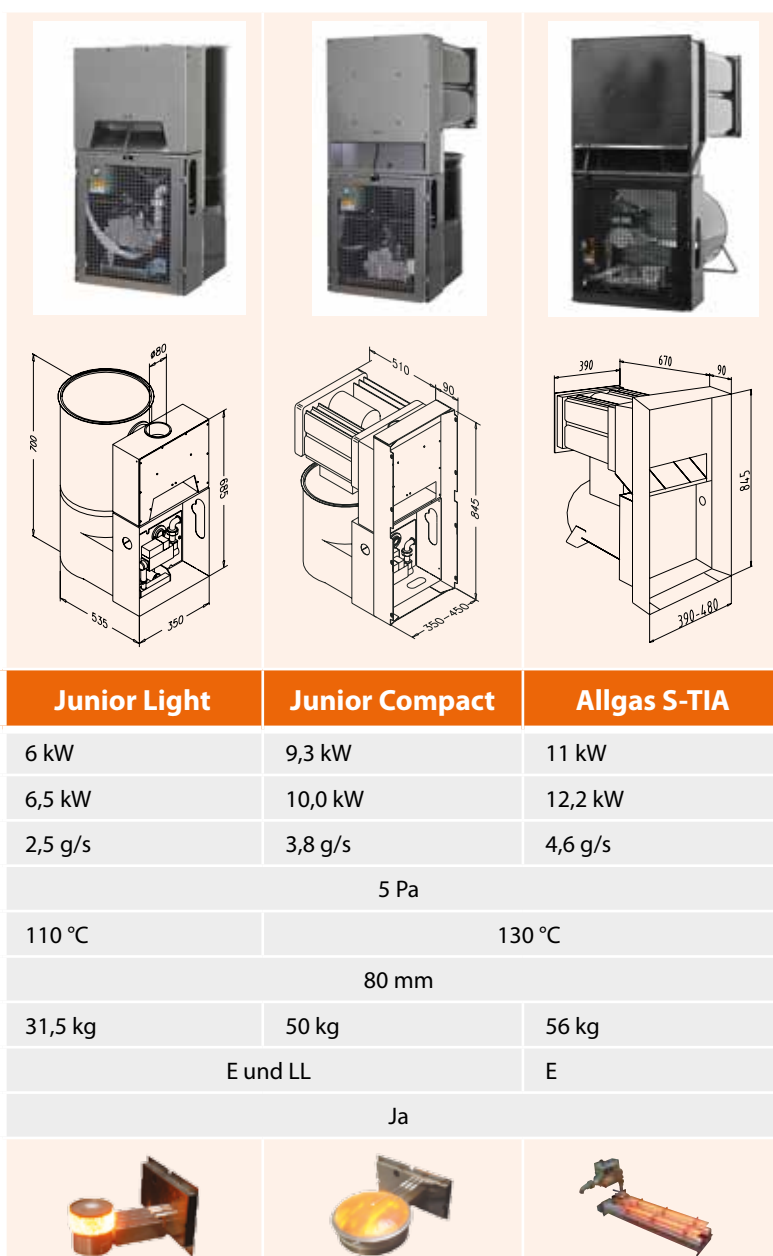 ø80
700
685
535
350
510
90
845
350-450
390
670
90
845
390-480
Junior Light Junior Compact Allgas S-TIA
6 kW 9,3 kW 11 kW
6,5 kW 10,0 kW 12,2 kW
2,5 g/s 3,8 g/s 4,6 g/s
5 Pa
110 °C 130 °C
80 mm
31,5 kg 50 kg 56 kg
E und LL E
Ja